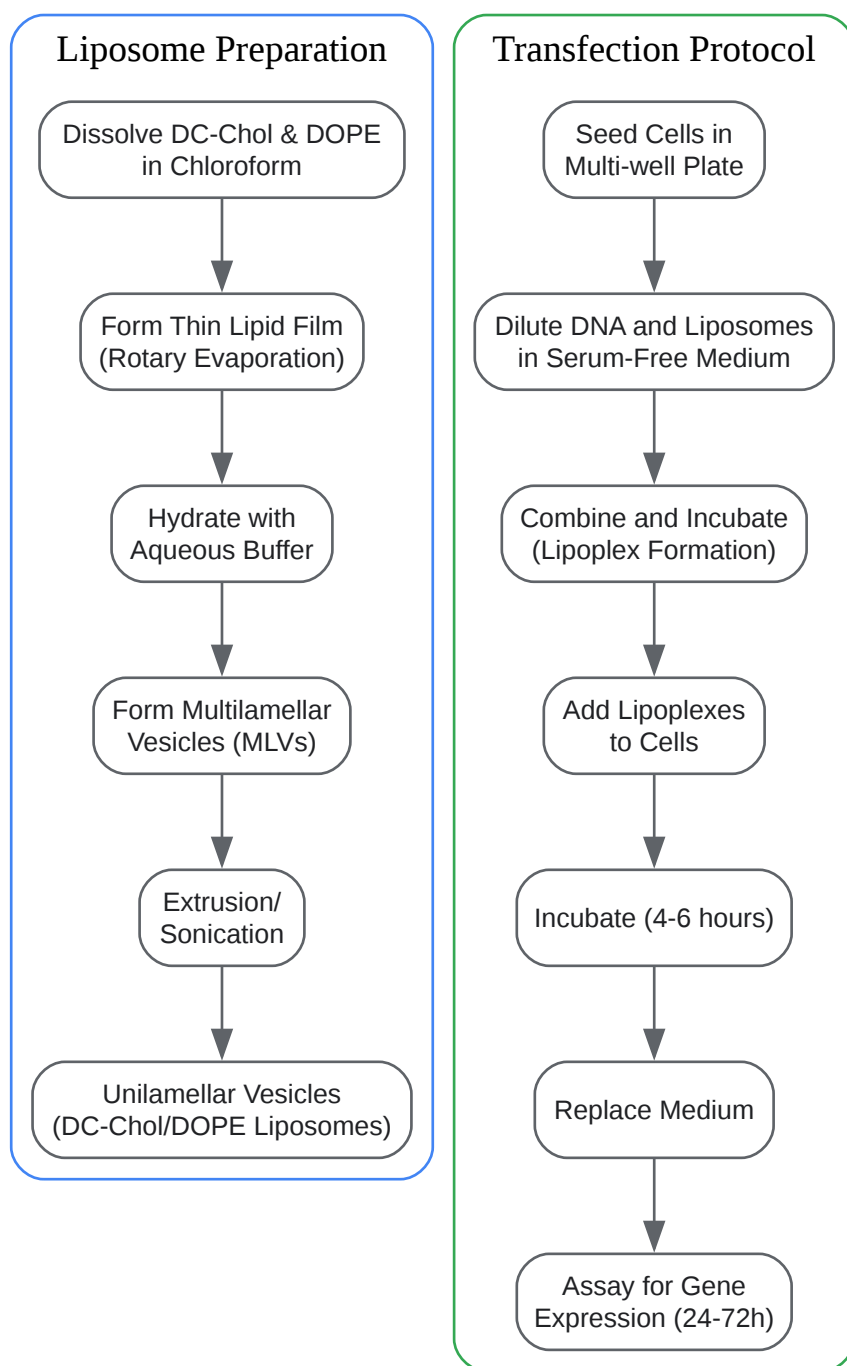 Liposome Preparation
Dissolve DC-Chol & DOPE
in Chloroform
Form Thin Lipid Film
(Rotary Evaporation)
Hydrate with
Aqueous Buffer
Form Multilamellar
Vesicles (MLVs)
Extrusion/
Sonication
Unilamellar Vesicles
(DC-Chol/DOPE Liposomes)
Transfection Protocol
Seed Cells in
Multi-well Plate
Dilute DNA and Liposomes
in Serum-Free Medium
Combine and Incubate
(Lipoplex Formation)
Add Lipoplexes
to Cells
Incubate (4-6 hours)
Replace Medium
Assay for Gene
Expression (24-72h)